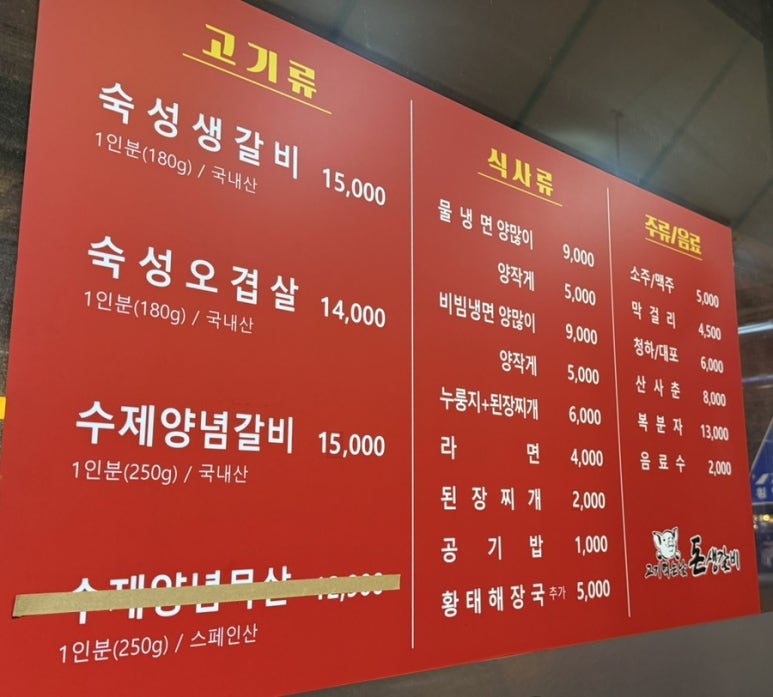 고기류
숙성생갈비 15,000
1인분(180g) / 국내산
숙성오겹살 14,000
1인분(180g) / 국내산
수제양념갈비 15,000
1인분(250g) / 국내산
수제양념목살
1인분(250g) / 스페인산
식사류
물냉면 양많이 9,000
양작게 5,000
비빔냉면 양많이 9,000
양작게 5,000
누룽지+된장찌개 6,000
라면 4,000
된장찌개 2,000
공기밥 1,000
황태해장국 추가 5,000
주류/음료
소주/맥주 5,000
막걸리 4,500
청하/대포 6,000
산사춘 8,000
복분자 13,000
음료수 2,000
돈생갈비